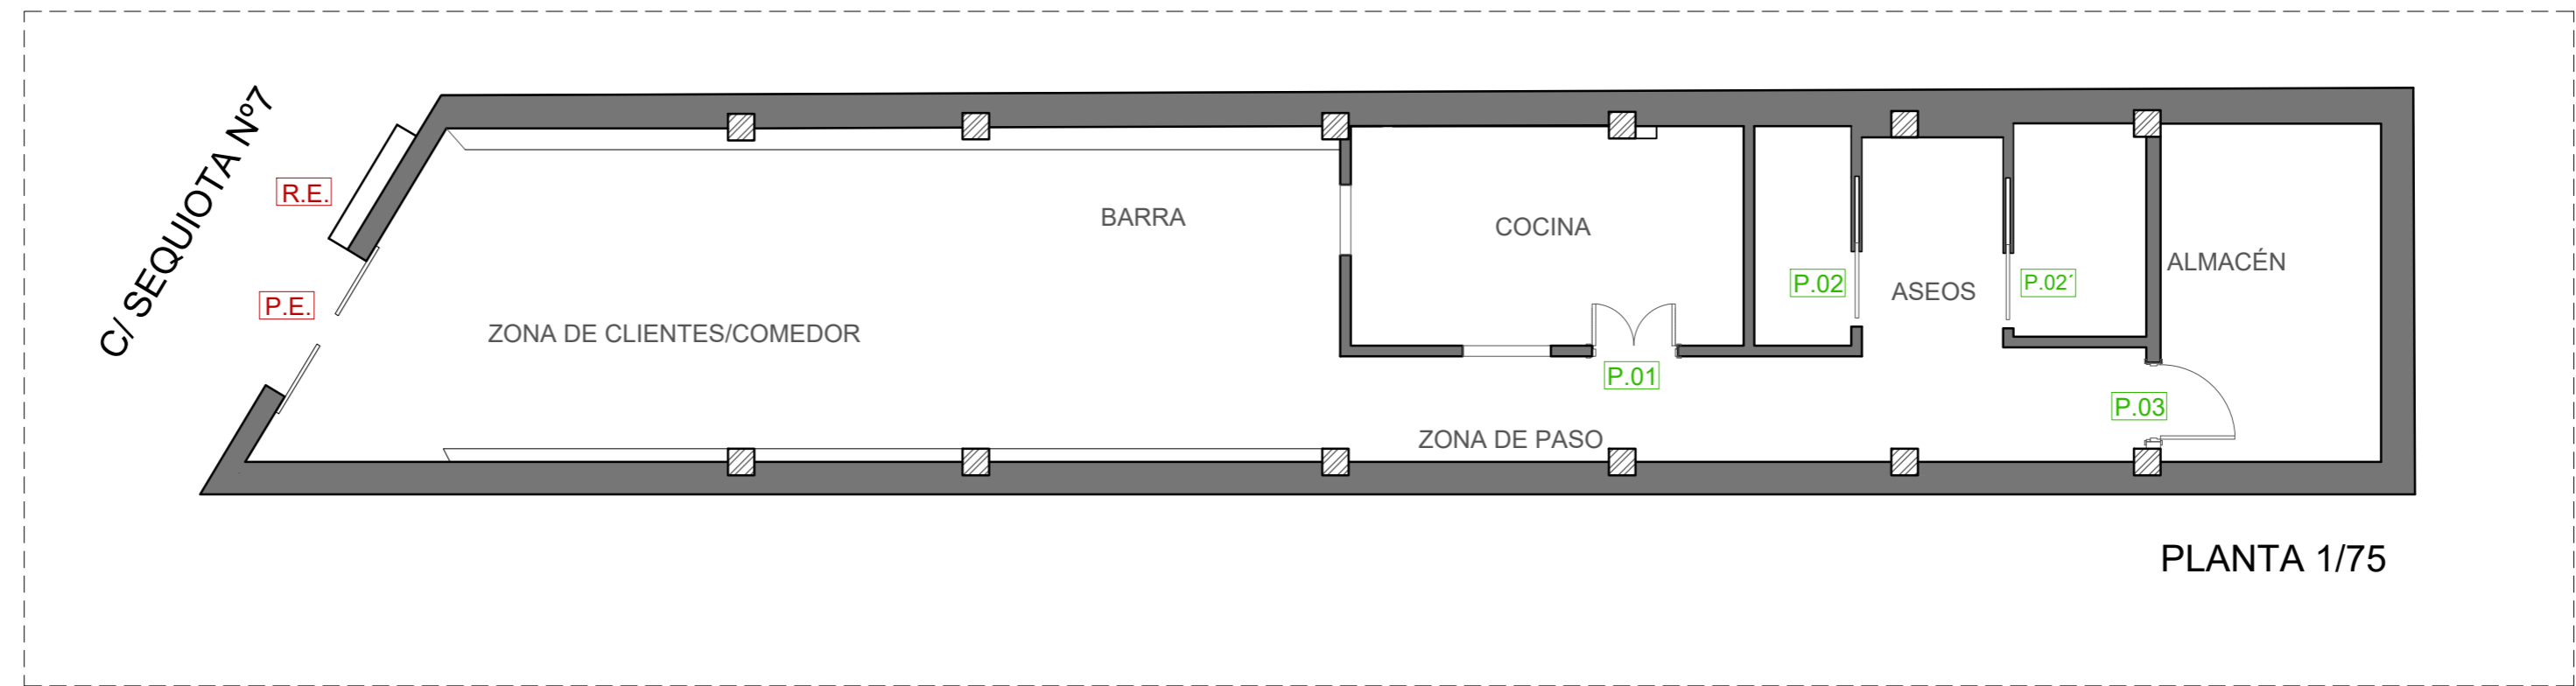 C/ SEQUIOTA Nº7
R.E.
P.E.
ZONA DE CLIENTES/COMEDOR
BARRA
COCINA
P.01
ZONA DE PASO
P.02
ASEOS
P.02´
P.03
ALMACÉN
PLANTA 1/75